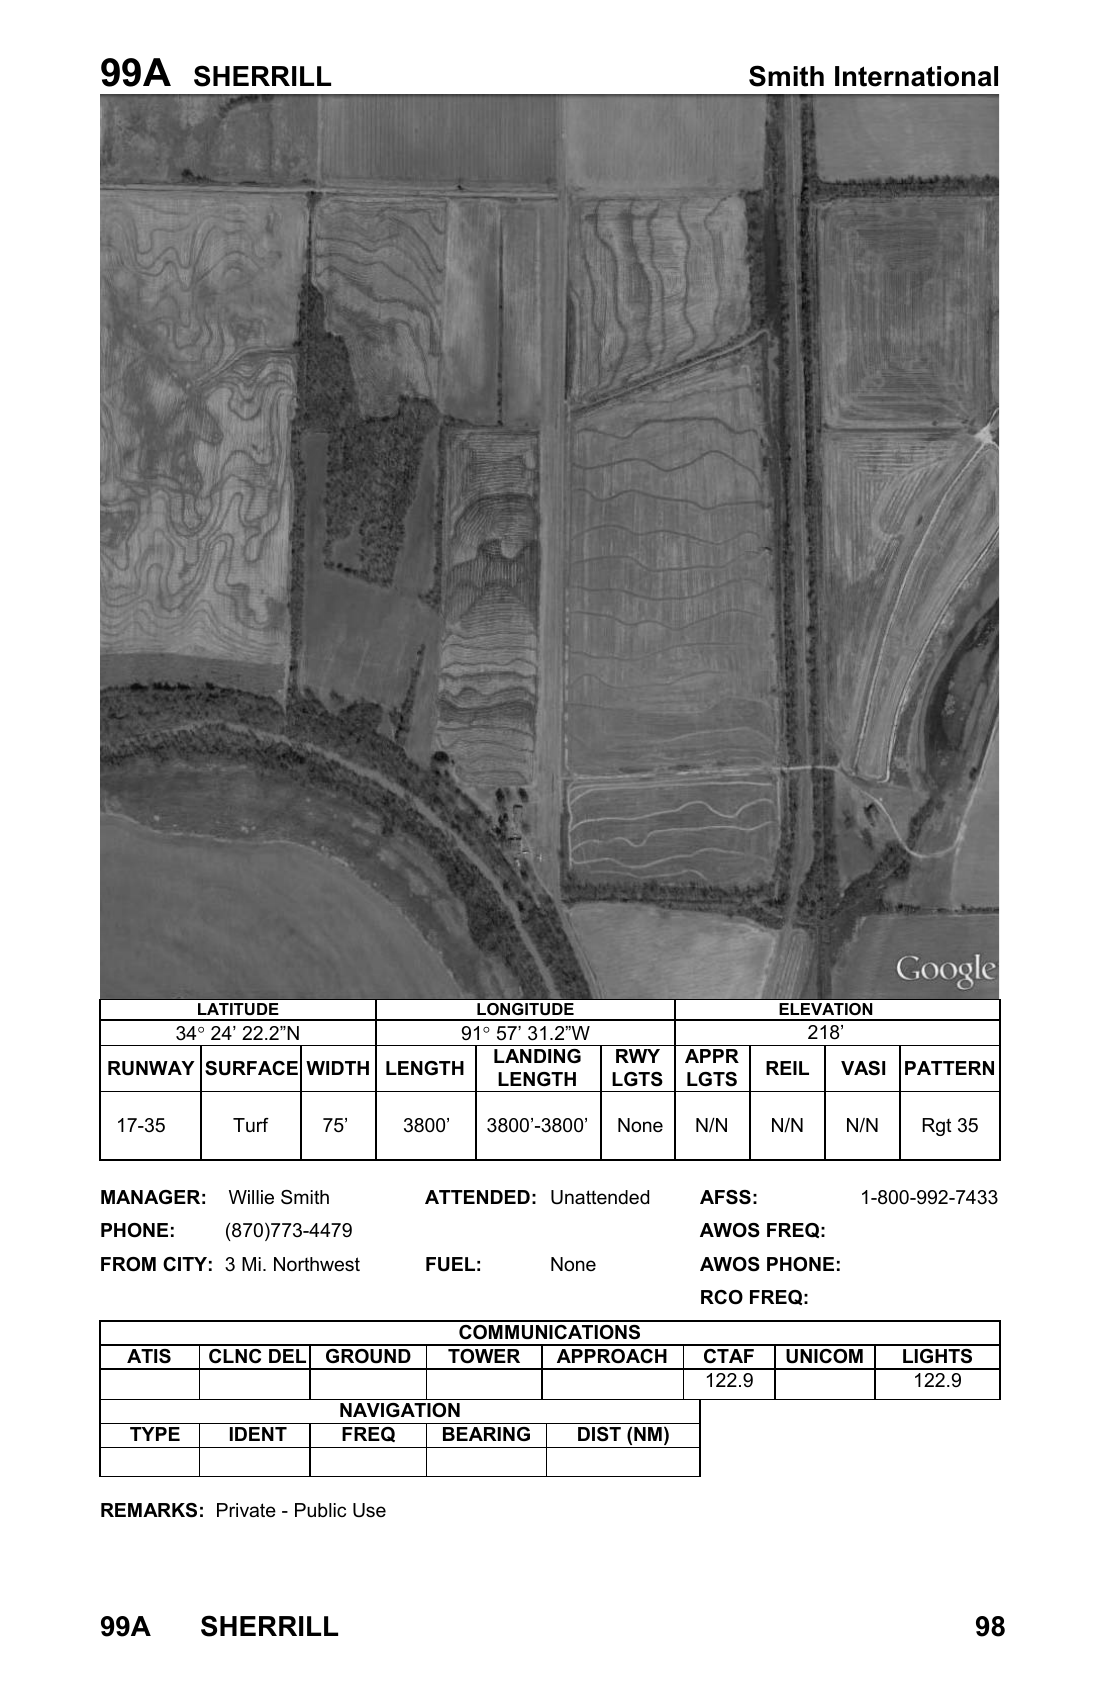 99A SHERRILL Smith International
Google
LATITUDE LONGITUDE ELEVATION
34° 24’ 22.2”N 91° 57’ 31.2”W 218’
RUNWAY SURFACE WIDTH LENGTH LANDING LENGTH RWY LGTS APPR LGTS REIL VASI PATTERN
17-35 Turf 75’ 3800’ 3800’-3800’ None N/N N/N N/N Rgt 35
MANAGER: Willie Smith ATTENDED: Unattended AFSS: 1-800-992-7433
PHONE: (870)773-4479 AWOS FREQ:
FROM CITY: 3 Mi. Northwest FUEL: None AWOS PHONE:
RCO FREQ:
COMMUNICATIONS
ATIS CLNC DEL GROUND TOWER APPROACH CTAF UNICOM LIGHTS
122.9 122.9
NAVIGATION
TYPE IDENT FREQ BEARING DIST (NM)
REMARKS: Private - Public Use
99A SHERRILL 98